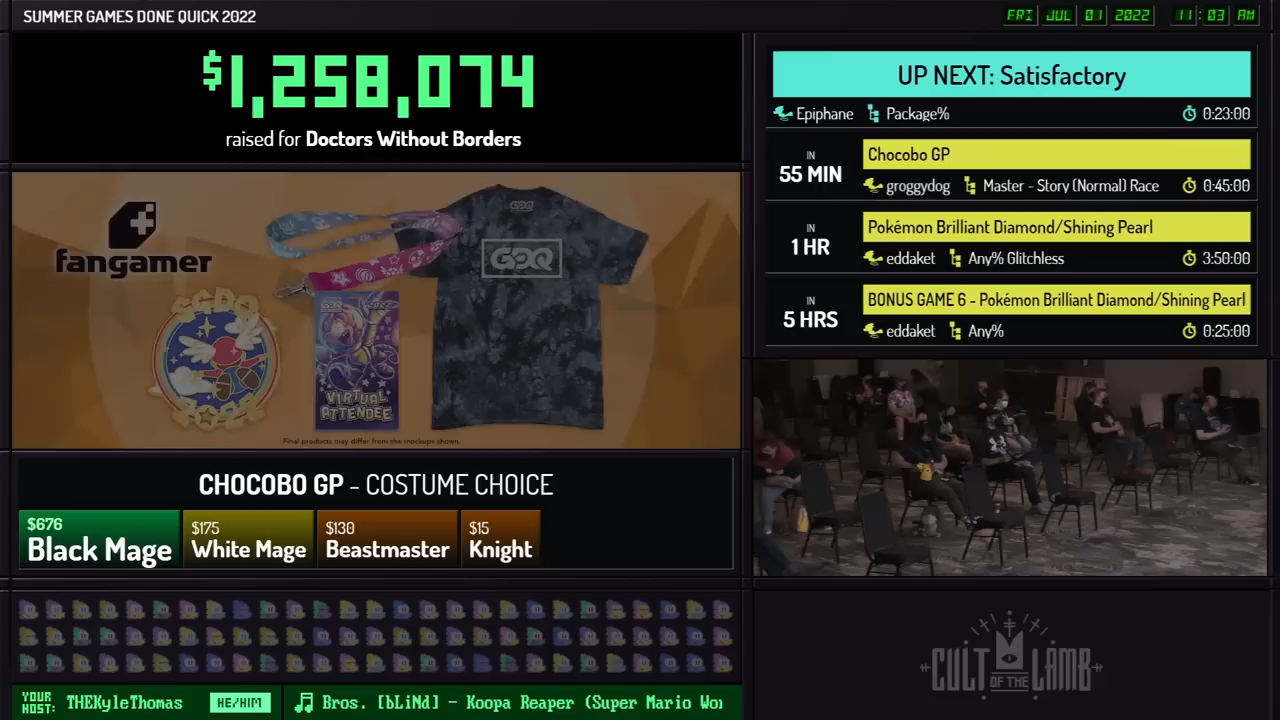 SUMMER GAMES DONE QUICK 2022
FRI JUL 01 2022 11:03 AM
$1,258,074
raised for Doctors Without Borders
UP NEXT: Satisfactory
Epiphane Package% 0:23:00
IN 55 MIN
Chocobo GP
groggydog Master - Story (Normal) Race 0:45:00
IN 1 HR
Pokémon Brilliant Diamond/Shining Pearl
eddaket Any% Glitchless 3:50:00
IN 5 HRS
BONUS GAME 6 - Pokémon Brilliant Diamond/Shining Pearl
eddaket Any% 0:25:00
fangamer
GDQ
GDQ
SGDQ
2022
VIRTUAL
ATTENDEE
Final products may differ from the mockups shown.
CHOCOBO GP - COSTUME CHOICE
$676
Black Mage
$175
White Mage
$130
Beastmaster
$15
Knight
CULT OF THE LAMB
YOUR HOST: THEKyleThomas HE/HIM
Bros. [bLiNd] - Koopa Reaper (Super Mario Wor